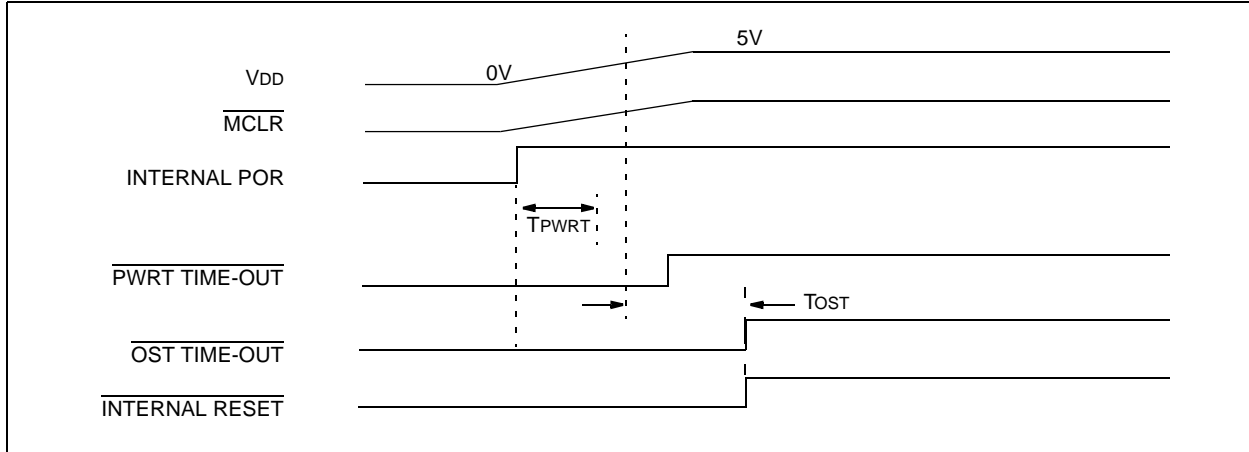 5V
0V
VDD
MCLR
INTERNAL POR
TPWRT
PWRT TIME-OUT
TOST
OST TIME-OUT
INTERNAL RESET